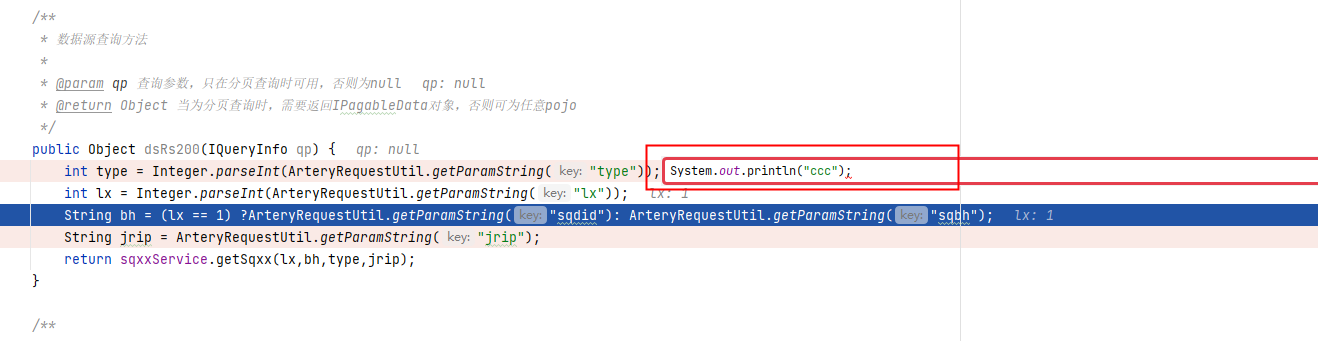 /**
* 数据源查询方法
*
* @param qp 查询参数，只在分页查询时可用，否则为null qp: null
* @return Object 当为分页查询时，需要返回IPagableData对象，否则可为任意pojo
*/
public Object dsRs200(IQueryInfo qp) { qp: null
int type = Integer.parseInt(ArteryRequestUtil.getParamString( key: "type")); System.out.println("ccc");
int lx = Integer.parseInt(ArteryRequestUtil.getParamString( key: "lx")); lx: 1
String bh = (lx == 1) ?ArteryRequestUtil.getParamString( key: "sqdid"): ArteryRequestUtil.getParamString( key: "sqbh"); lx: 1
String jrip = ArteryRequestUtil.getParamString( key: "jrip");
return sqxxService.getSqxx(lx,bh,type,jrip);
}
/**